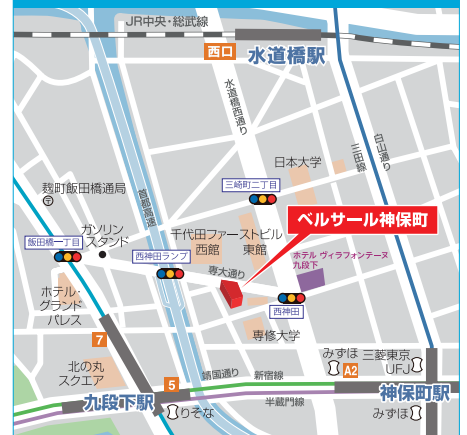 JR中央・総武線
西口
水道橋駅
水道橋西通り
白山通り
三田線
日本大学
三崎町二丁目
麹町飯田橋通局
首都高速
ベルサール神保町
ガソリン
スタンド
千代田ファーストビル
西館
東館
飯田橋一丁目
西神田ランプ
ホテル ヴィラフォンテーヌ
九段下
専大通り
ホテル・
グランド
パレス
西神田
7
専修大学
北の丸
スクエア
みずほ
三菱東京
UFJ
靖国通り
新宿線
A2
5
九段下駅
神保町駅
半蔵門線
りそな
みずほ